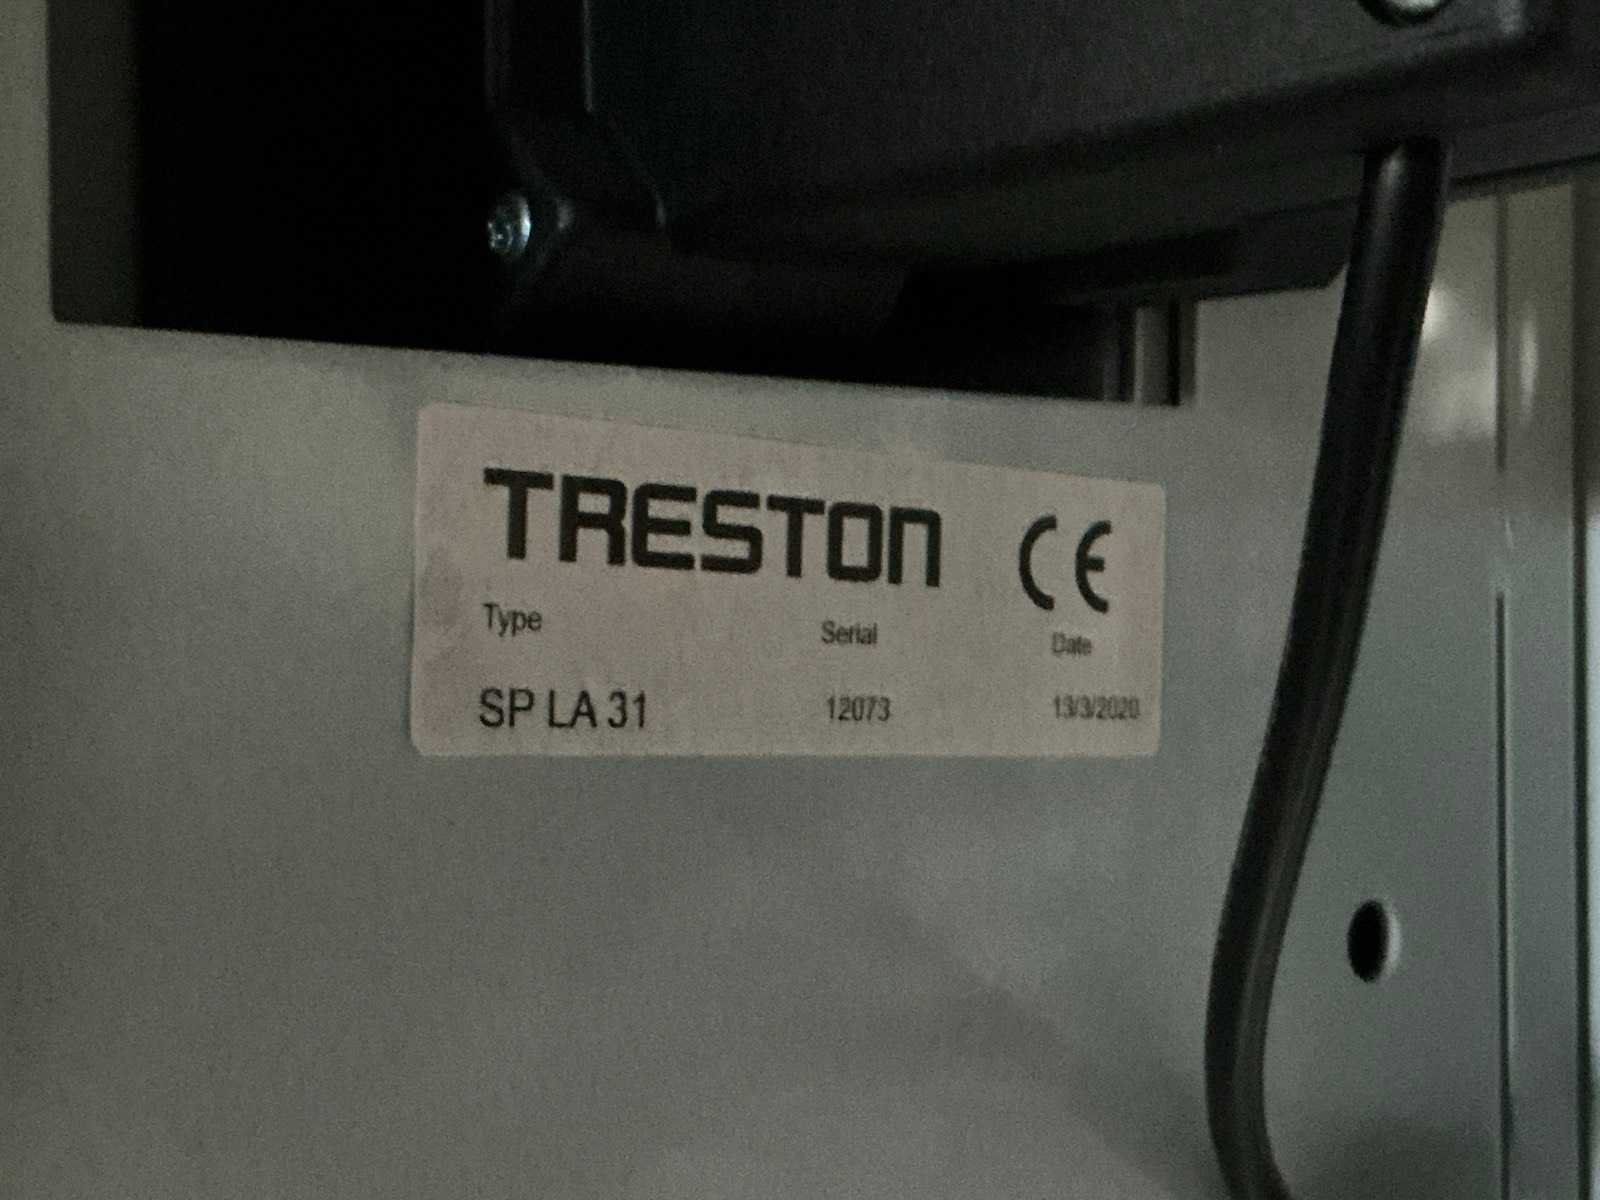 TRESTON CE
Type Serial Date
SP LA 31 12073 13/3/2020